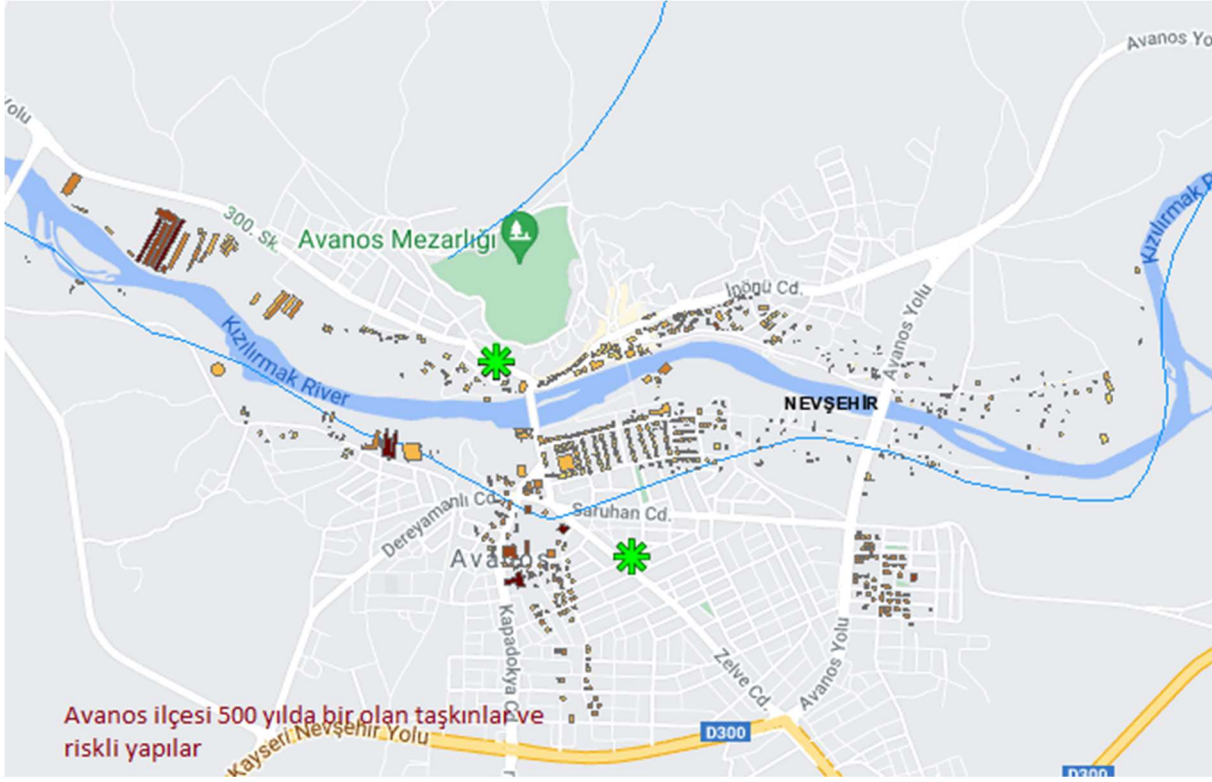 Avanos Yo
Yolu
Kızılırmak R
300. Sk.
Avanos Mezarlığı
İpönü Cd.
Avanos Yolu
Kızılırmak River
NEVŞEHİR
Dereyamanlı Cd.
Saruhan Cd.
Avanos
Kapadokya Cd.
Zelve Cd.
Avanos Yolu
Avanos ilçesi 500 yılda bir olan taşkınlar ve
riskli yapılar
Kayseri Nevşehir Yolu
D300
D300